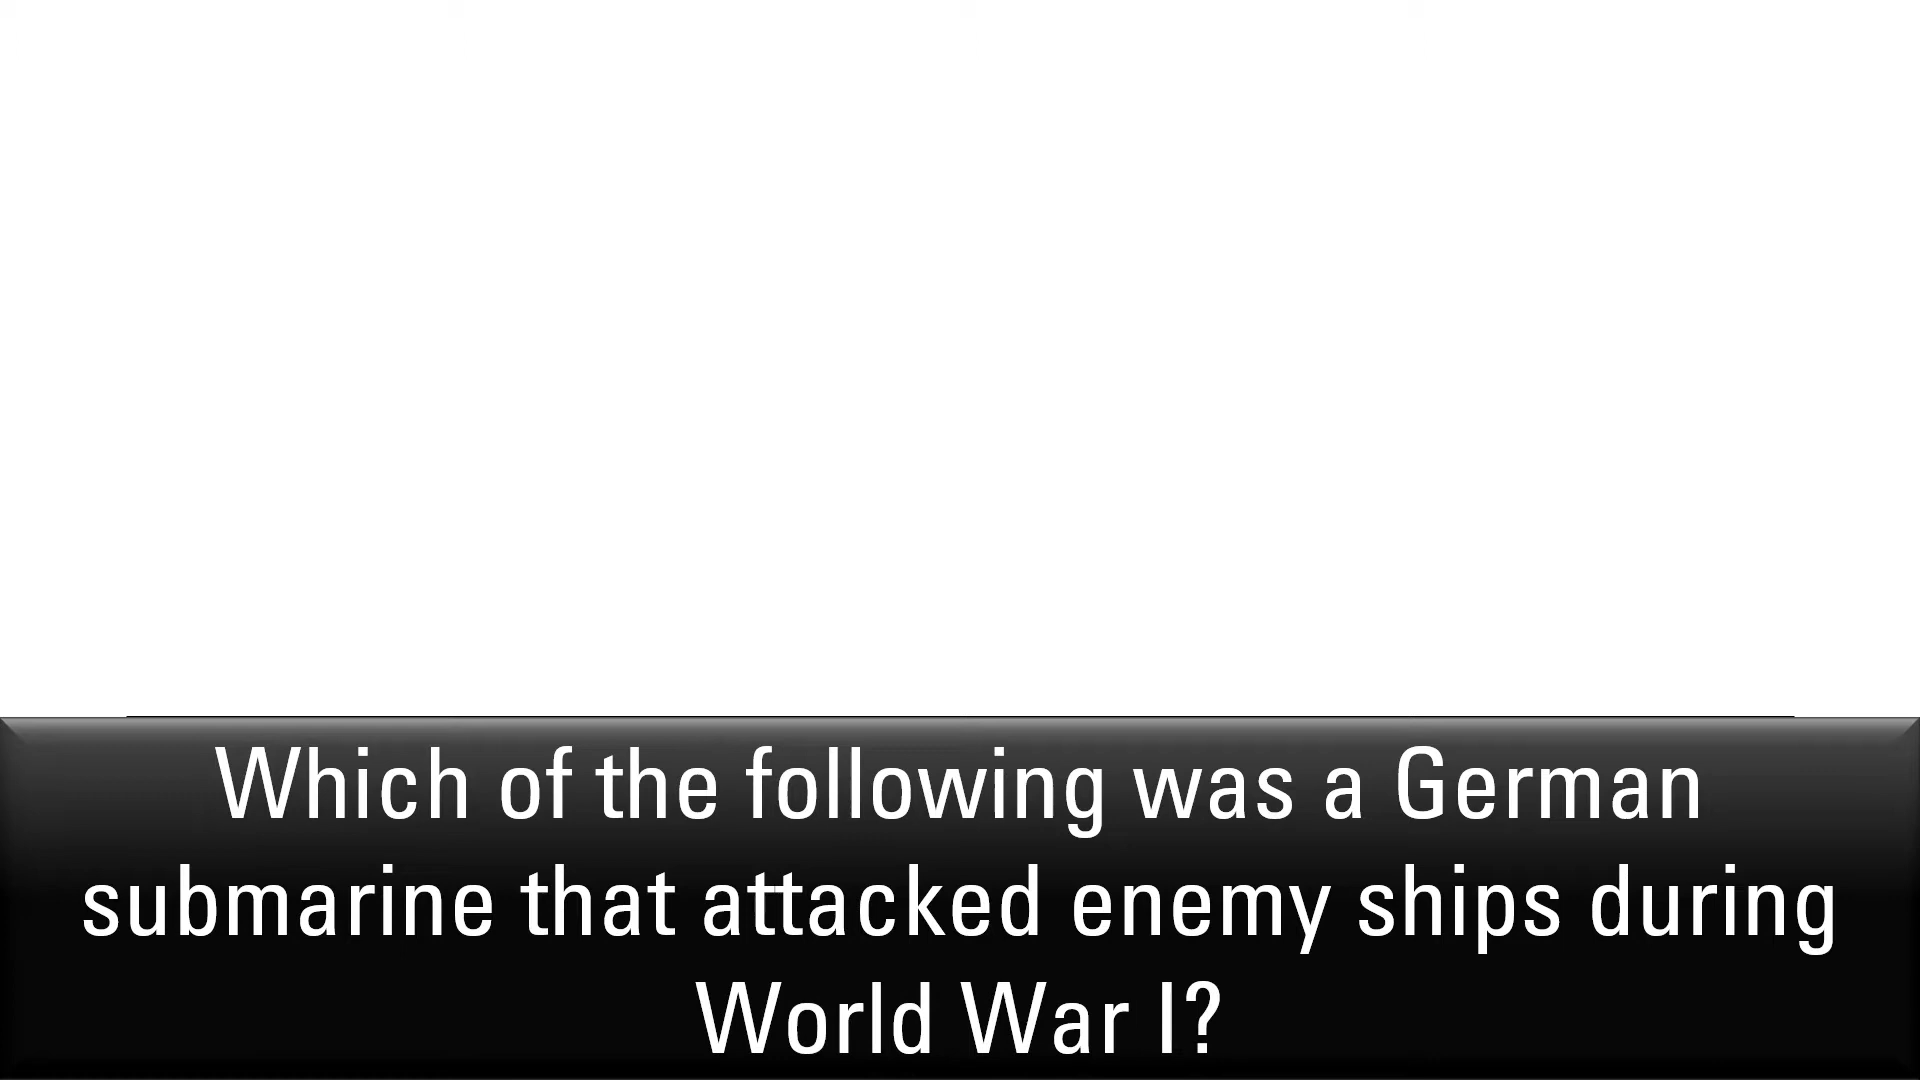 Which of the following was a German
submarine that attacked enemy ships during
World War I?